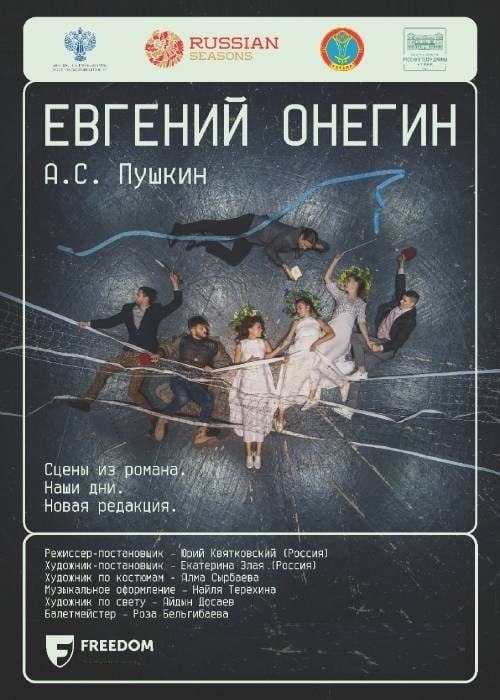 RUSSIAN
SEASONS
ЕВГЕНИЙ ОНЕГИН
А.С. Пушкин
Сцены из романа.
Наши дни.
Новая редакция.
Режиссер-постановщик - Юрий Квятковский (Россия)
Художник-постановщик - Екатерина Злая (Россия)
Художник по костюмам - Алма Сырбаева
Музыкальное оформление - Найля Терехина
Художник по свету - Айдын Досаев
Балетмейстер - Роза Бельгибаева
FREEDOM